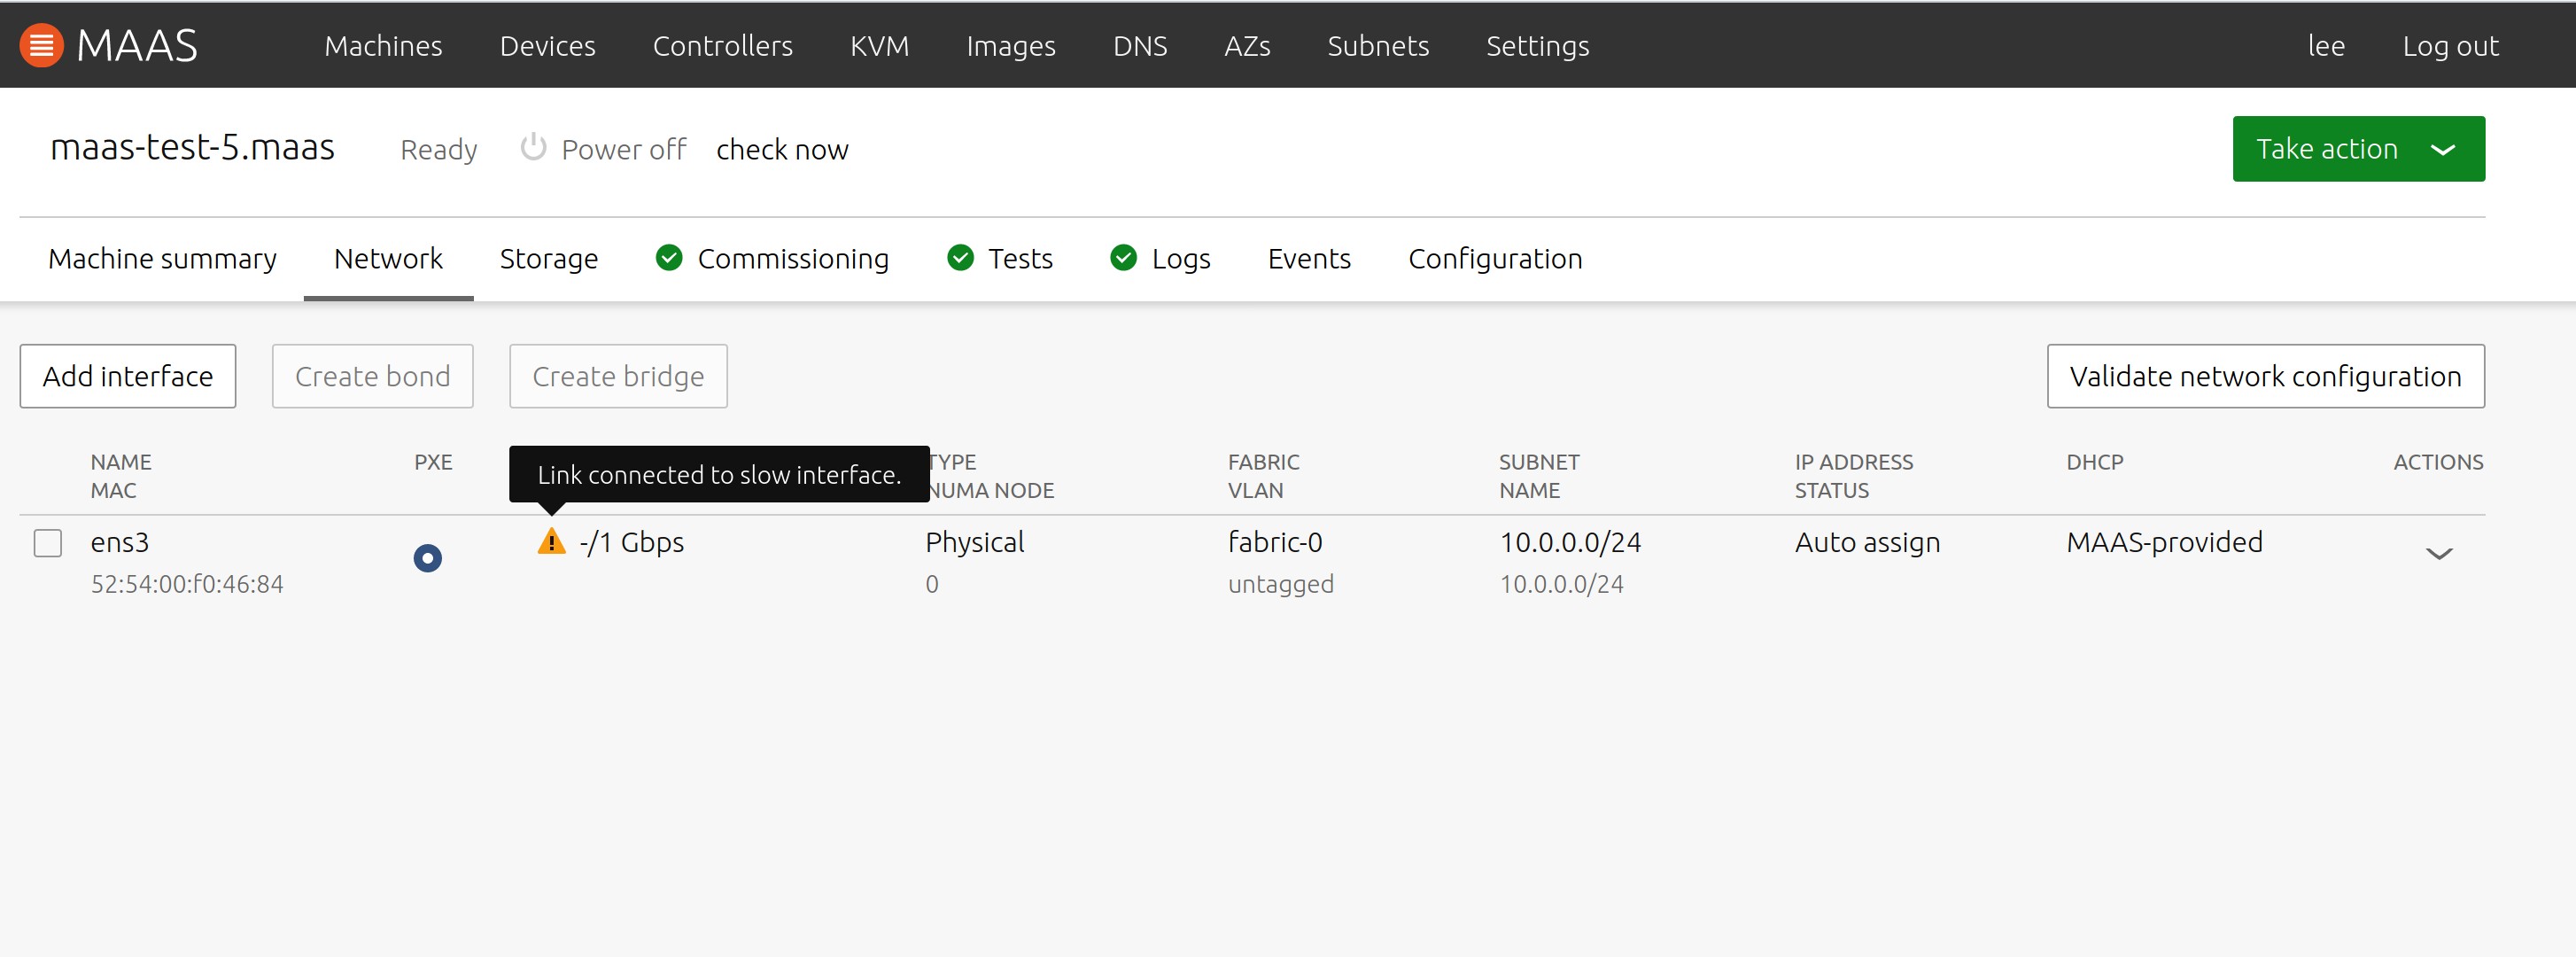 MAAS Machines Devices Controllers KVM Images DNS AZs Subnets Settings lee Log out
maas-test-5.maas Ready Power off check now Take action
Machine summary Network Storage Commissioning Tests Logs Events Configuration
Add interface Create bond Create bridge Validate network configuration
NAME PXE Link connected to slow interface. TYPE FABRIC SUBNET IP ADDRESS DHCP ACTIONS
MAC NUMA NODE VLAN NAME STATUS
ens3 -/1 Gbps Physical fabric-0 10.0.0.0/24 Auto assign MAAS-provided
52:54:00:f0:46:84 0 untagged 10.0.0.0/24